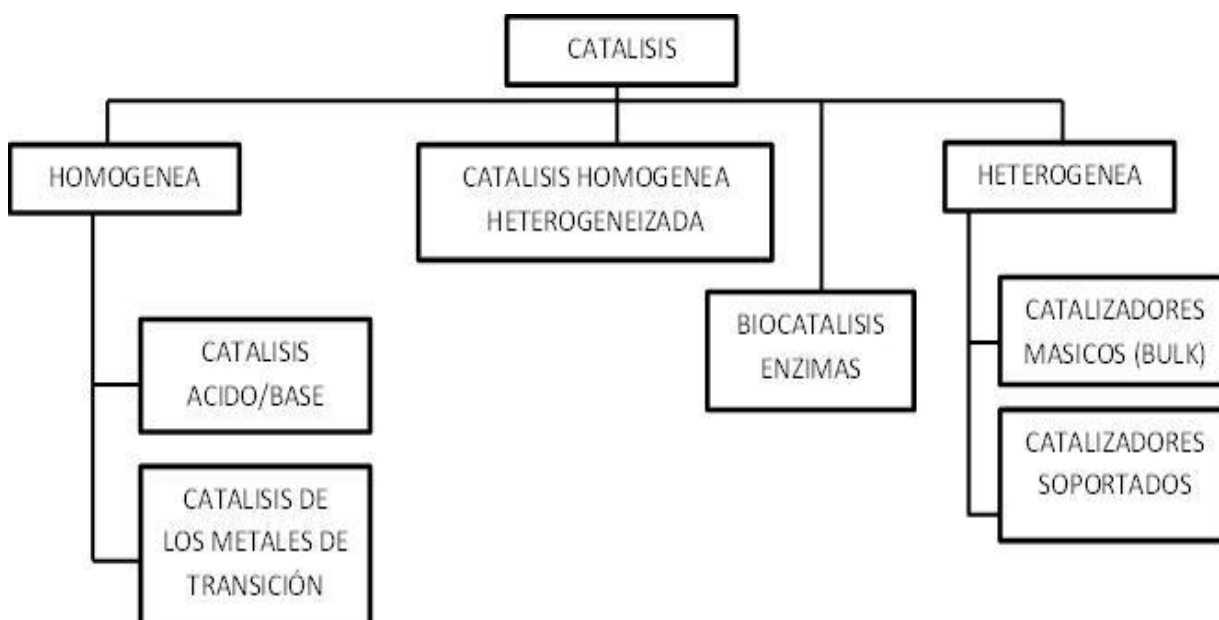 CATALISIS
HOMOGENEA
CATALISIS HOMOGENEA
HETEROGENEIZADA
HETEROGENEA
BIOCATALISIS
ENZIMAS
CATALIZADORES
MASICOS (BULK)
CATALISIS
ACIDO/BASE
CATALIZADORES
SOPORTADOS
CATALISIS DE
LOS METALES DE
TRANSICIÓN